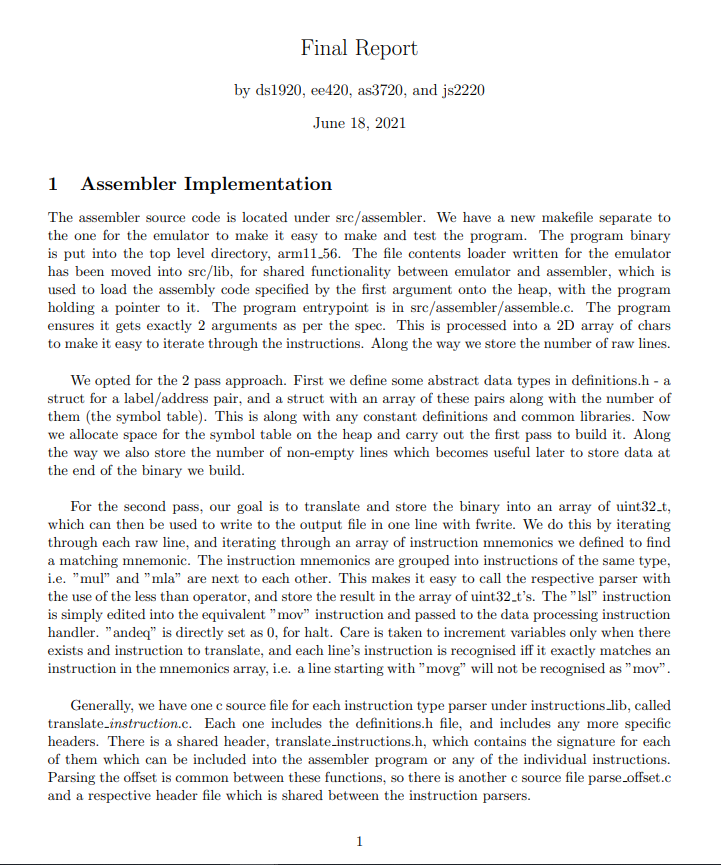 Final Report
by ds1920, ee420, as3720, and js2220
June 18, 2021
1 Assembler Implementation
The assembler source code is located under src/assembler. We have a new makefile separate to
the one for the emulator to make it easy to make and test the program. The program binary
is put into the top level directory, arm11_56. The file contents loader written for the emulator
has been moved into src/lib, for shared functionality between emulator and assembler, which is
used to load the assembly code specified by the first argument onto the heap, with the program
holding a pointer to it. The program entrypoint is in src/assembler/assemble.c. The program
ensures it gets exactly 2 arguments as per the spec. This is processed into a 2D array of chars
to make it easy to iterate through the instructions. Along the way we store the number of raw lines.
We opted for the 2 pass approach. First we define some abstract data types in definitions.h - a
struct for a label/address pair, and a struct with an array of these pairs along with the number of
them (the symbol table). This is along with any constant definitions and common libraries. Now
we allocate space for the symbol table on the heap and carry out the first pass to build it. Along
the way we also store the number of non-empty lines which becomes useful later to store data at
the end of the binary we build.
For the second pass, our goal is to translate and store the binary into an array of uint32_t,
which can then be used to write to the output file in one line with fwrite. We do this by iterating
through each raw line, and iterating through an array of instruction mnemonics we defined to find
a matching mnemonic. The instruction mnemonics are grouped into instructions of the same type,
i.e. ”mul” and ”mla” are next to each other. This makes it easy to call the respective parser with
the use of the less than operator, and store the result in the array of uint32_t's. The ”lsl” instruction
is simply edited into the equivalent ”mov” instruction and passed to the data processing instruction
handler. ”andeq” is directly set as 0, for halt. Care is taken to increment variables only when there
exists and instruction to translate, and each line's instruction is recognised iff it exactly matches an
instruction in the mnemonics array, i.e. a line starting with ”movg” will not be recognised as ”mov”.
Generally, we have one c source file for each instruction type parser under instructions_lib, called
translate_instruction.c. Each one includes the definitions.h file, and includes any more specific
headers. There is a shared header, translate_instructions.h, which contains the signature for each
of them which can be included into the assembler program or any of the individual instructions.
Parsing the offset is common between these functions, so there is another c source file parse_offset.c
and a respective header file which is shared between the instruction parsers.
1